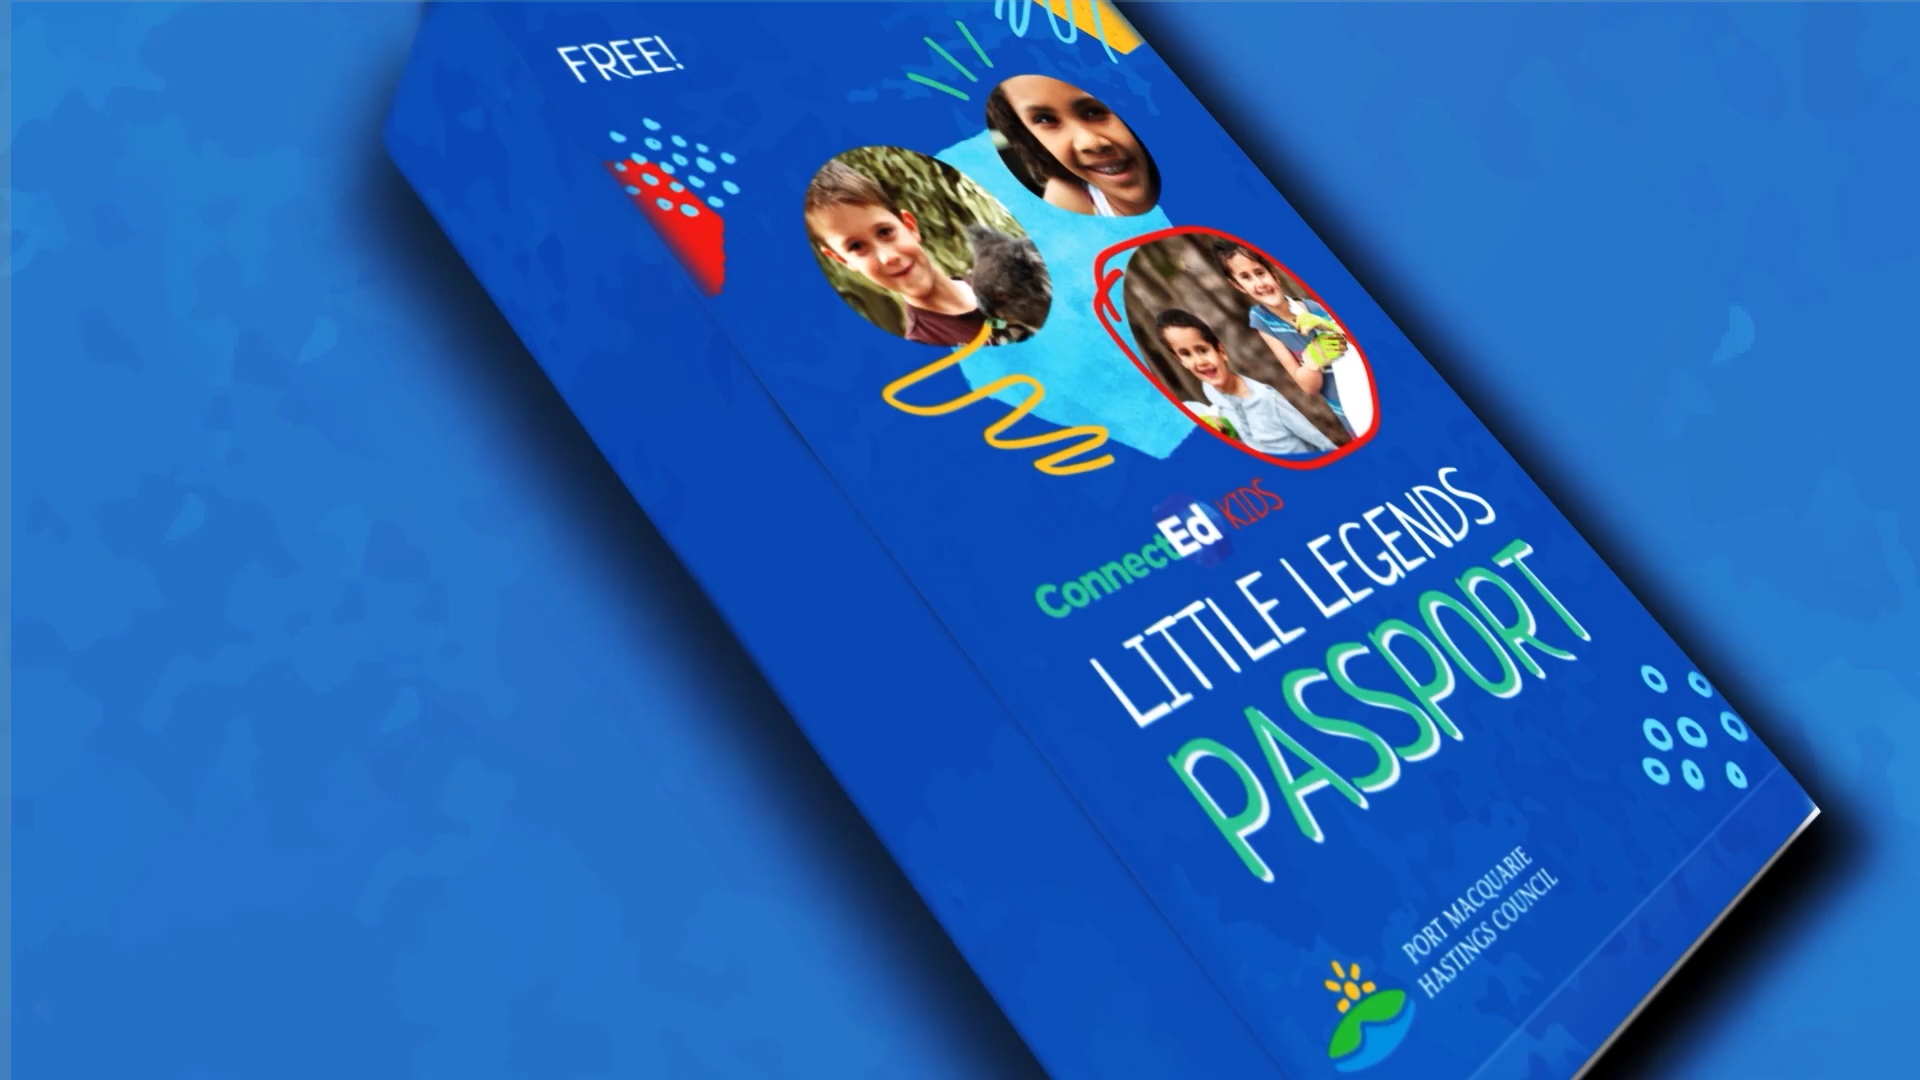 FREE!
ConnectEd KIDS
LITTLE LEGENDS
PASSPORT
PORT MACQUARIE
HASTINGS COUNCIL